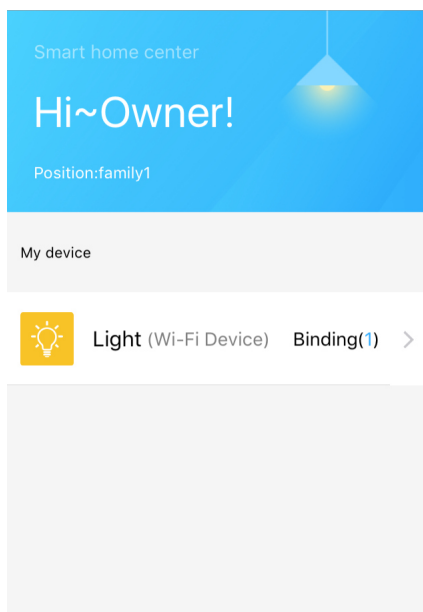 Smart home center
Hi~Owner!
Position:family1
My device
Light (Wi-Fi Device) Binding(1)